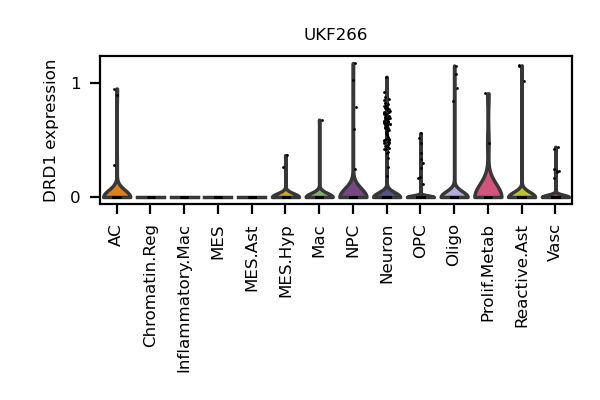 UKF266
DRD1 expression
1
0
AC
Chromatin.Reg
Inflammatory.Mac
MES
MES.Ast
MES.Hyp
Mac
NPC
Neuron
OPC
Oligo
Prolif.Metab
Reactive.Ast
Vasc